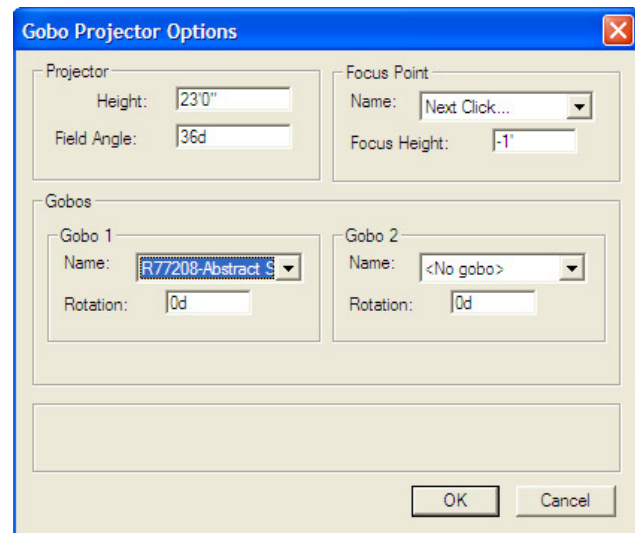 Gobo Projector Options
Projector
Height: 23'0"
Field Angle: 36d
Focus Point
Name: Next Click...
Focus Height: -1'
Gobos
Gobo 1
Name: R77208-Abstract S
Rotation: 0d
Gobo 2
Name: <No gobo>
Rotation: 0d
OK Cancel